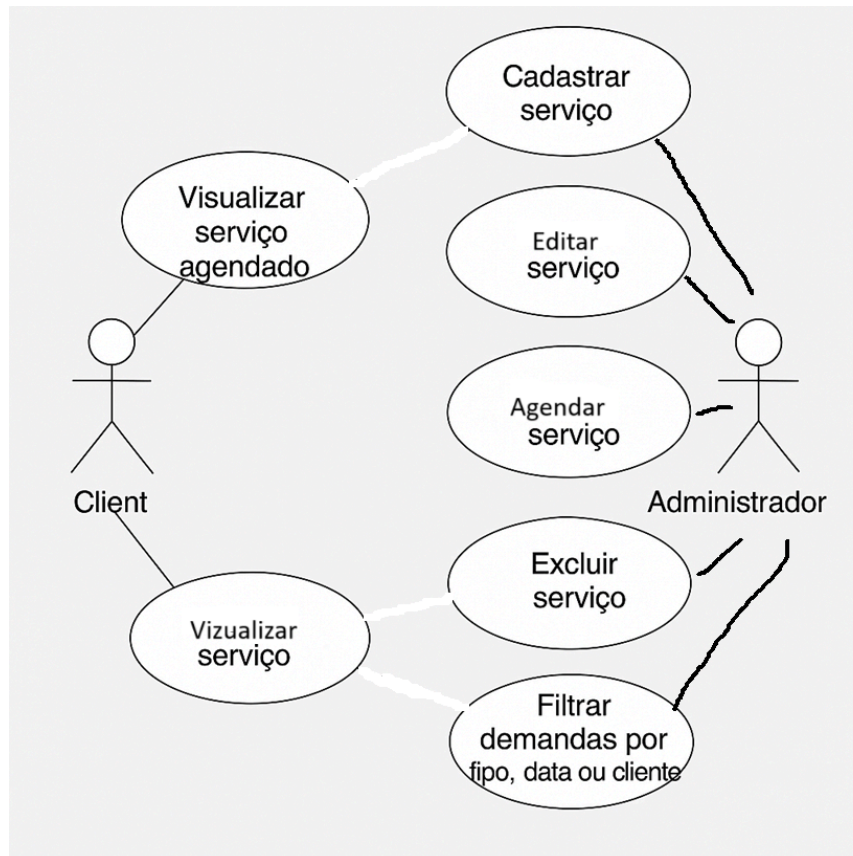 Cadastrar
serviço
Visualizar
serviço
agendado
Editar
serviço
Agendar
serviço
Client
Administrador
Excluir
serviço
Vizualizar
serviço
Filtrar
demandas por
fipo, data ou cliente